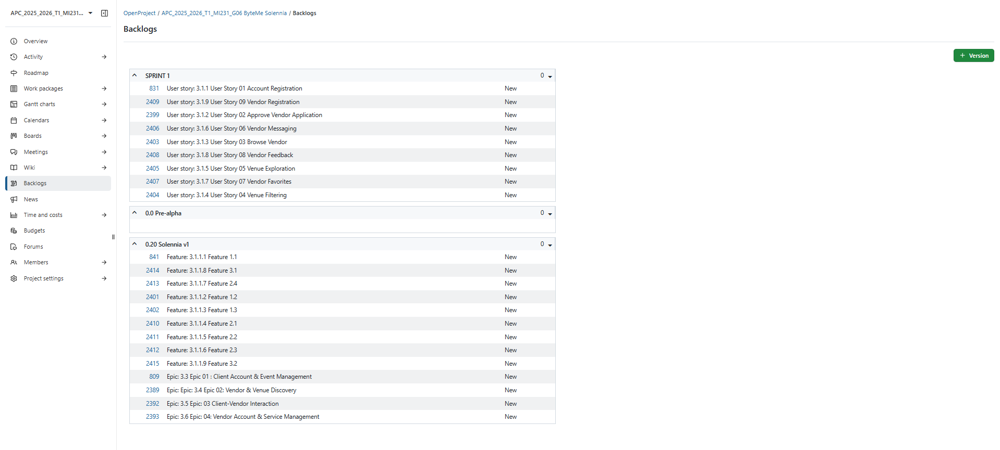 APC_2025_2026_T1_MI231...
Overview
Activity
Roadmap
Work packages
Gantt charts
Calendars
Boards
Meetings
Wiki
Backlogs
News
Time and costs
Budgets
Forums
Members
Project settings
OpenProject / APC_2025_2026_T1_MI231_G06 ByteMe Solennia / Backlogs
Backlogs
+ Version
SPRINT 1 0
831 User story: 3.1.1 User Story 01 Account Registration New
2409 User story: 3.1.9 User Story 09 Vendor Registration New
2399 User story: 3.1.2 User Story 02 Approve Vendor Application New
2406 User story: 3.1.6 User Story 06 Vendor Messaging New
2403 User story: 3.1.3 User Story 03 Browse Vendor New
2408 User story: 3.1.8 User Story 08 Vendor Feedback New
2405 User story: 3.1.5 User Story 05 Venue Exploration New
2407 User story: 3.1.7 User Story 07 Vendor Favorites New
2404 User story: 3.1.4 User Story 04 Venue Filtering New
0.0 Pre-alpha 0
0.20 Solennia v1 0
841 Feature: 3.1.1.1 Feature 1.1 New
2414 Feature: 3.1.1.8 Feature 3.1 New
2413 Feature: 3.1.1.7 Feature 2.4 New
2401 Feature: 3.1.1.2 Feature 1.2 New
2402 Feature: 3.1.1.3 Feature 1.3 New
2410 Feature: 3.1.1.4 Feature 2.1 New
2411 Feature: 3.1.1.5 Feature 2.2 New
2412 Feature: 3.1.1.6 Feature 2.3 New
2415 Feature: 3.1.1.9 Feature 3.2 New
809 Epic: 3.3 Epic 01 : Client Account & Event Management New
2389 Epic: Epic: 3.4 Epic 02: Vendor & Venue Discovery New
2392 Epic: 3.5 Epic: 03 Client-Vendor Interaction New
2393 Epic: 3.6 Epic: 04: Vendor Account & Service Management New